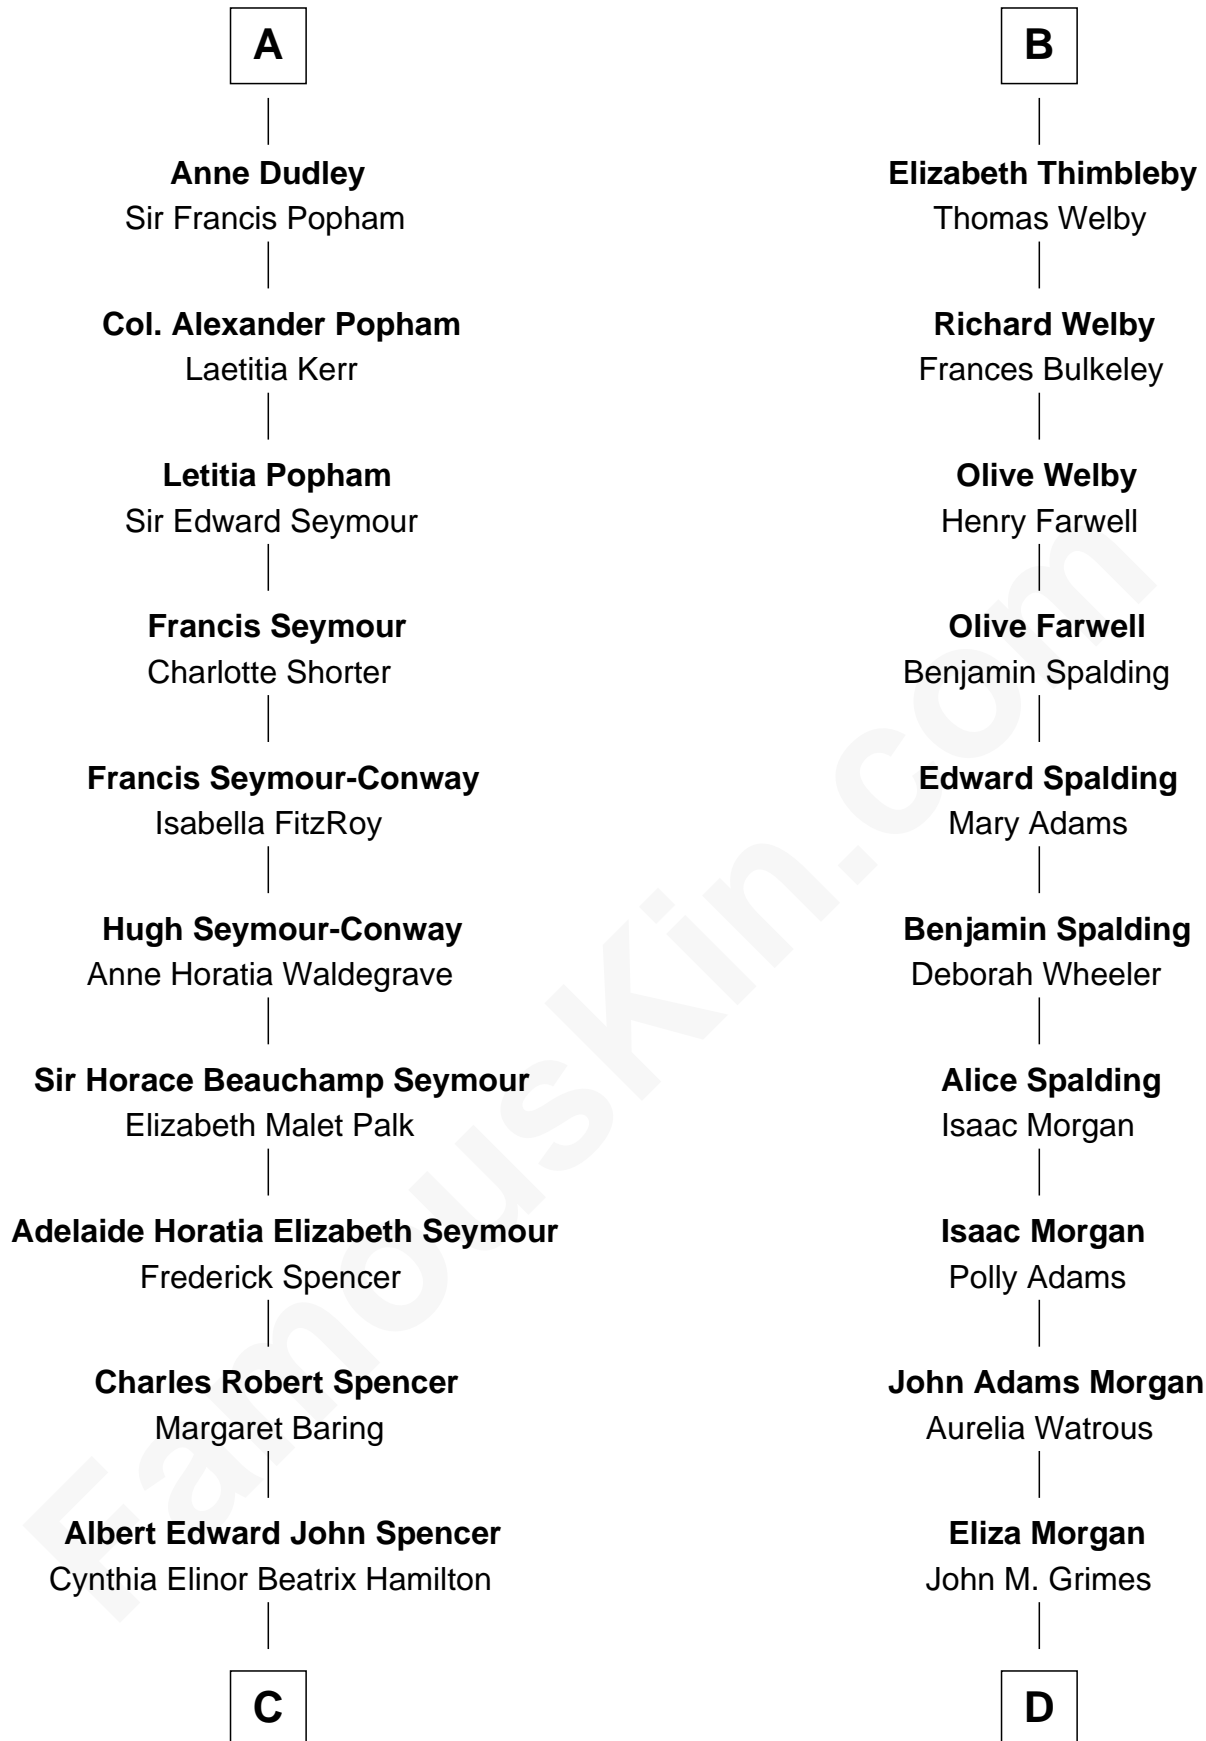 A
Anne Dudley
Sir Francis Popham
Col. Alexander Popham
Laetitia Kerr
Letitia Popham
Sir Edward Seymour
Francis Seymour
Charlotte Shorter
Francis Seymour-Conway
Isabella FitzRoy
Hugh Seymour-Conway
Anne Horatia Waldegrave
Sir Horace Beauchamp Seymour
Elizabeth Malet Palk
Adelaide Horatia Elizabeth Seymour
Frederick Spencer
Charles Robert Spencer
Margaret Baring
Albert Edward John Spencer
Cynthia Elinor Beatrix Hamilton
C
B
Elizabeth Thimbleby
Thomas Welby
Richard Welby
Frances Bulkeley
Olive Welby
Henry Farwell
Olive Farwell
Benjamin Spalding
Edward Spalding
Mary Adams
Benjamin Spalding
Deborah Wheeler
Alice Spalding
Isaac Morgan
Isaac Morgan
Polly Adams
John Adams Morgan
Aurelia Watrous
Eliza Morgan
John M. Grimes
D
FamousKin.com